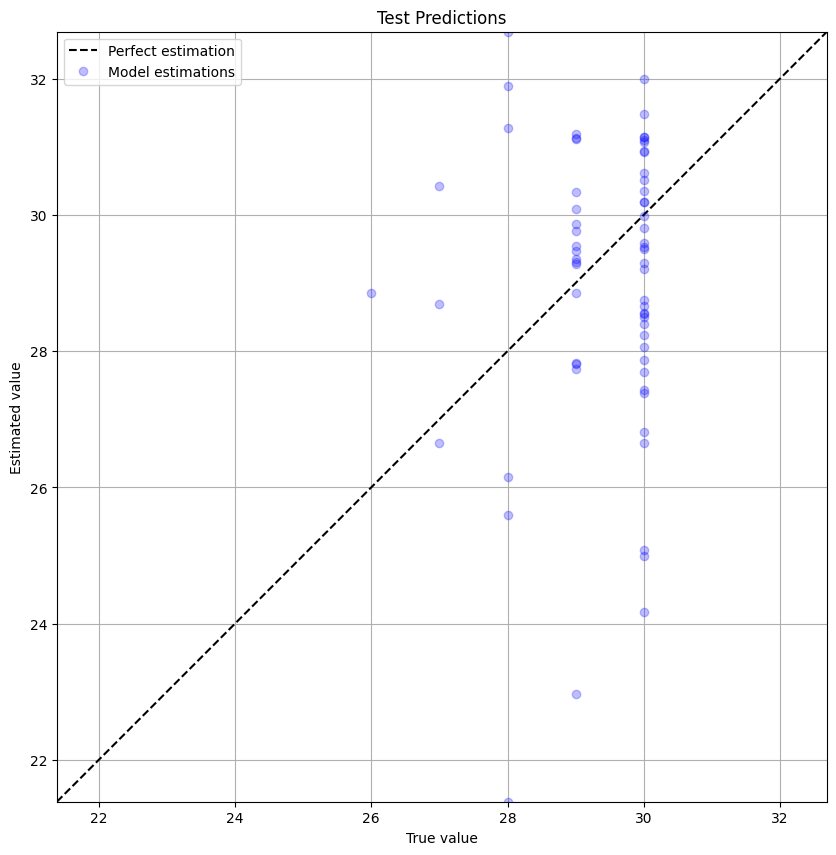 Test Predictions
Perfect estimation
Model estimations
32
30
28
26
24
22
Estimated value
22
24
26
28
30
32
True value